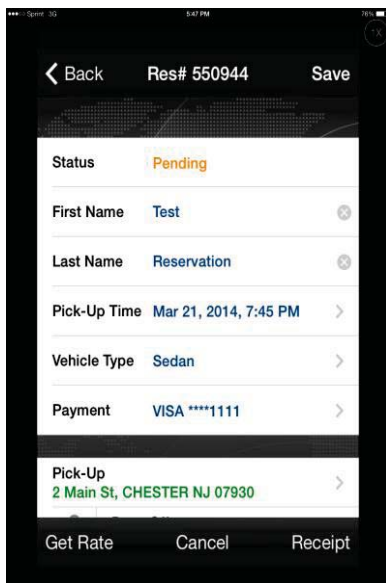 Sprint 3G 5:47 PM 76%
1X
Back Res# 550944 Save
Status Pending
First Name Test
Last Name Reservation
Pick-Up Time Mar 21, 2014, 7:45 PM
Vehicle Type Sedan
Payment VISA ****1111
Pick-Up
2 Main St, CHESTER NJ 07930
Get Rate Cancel Receipt